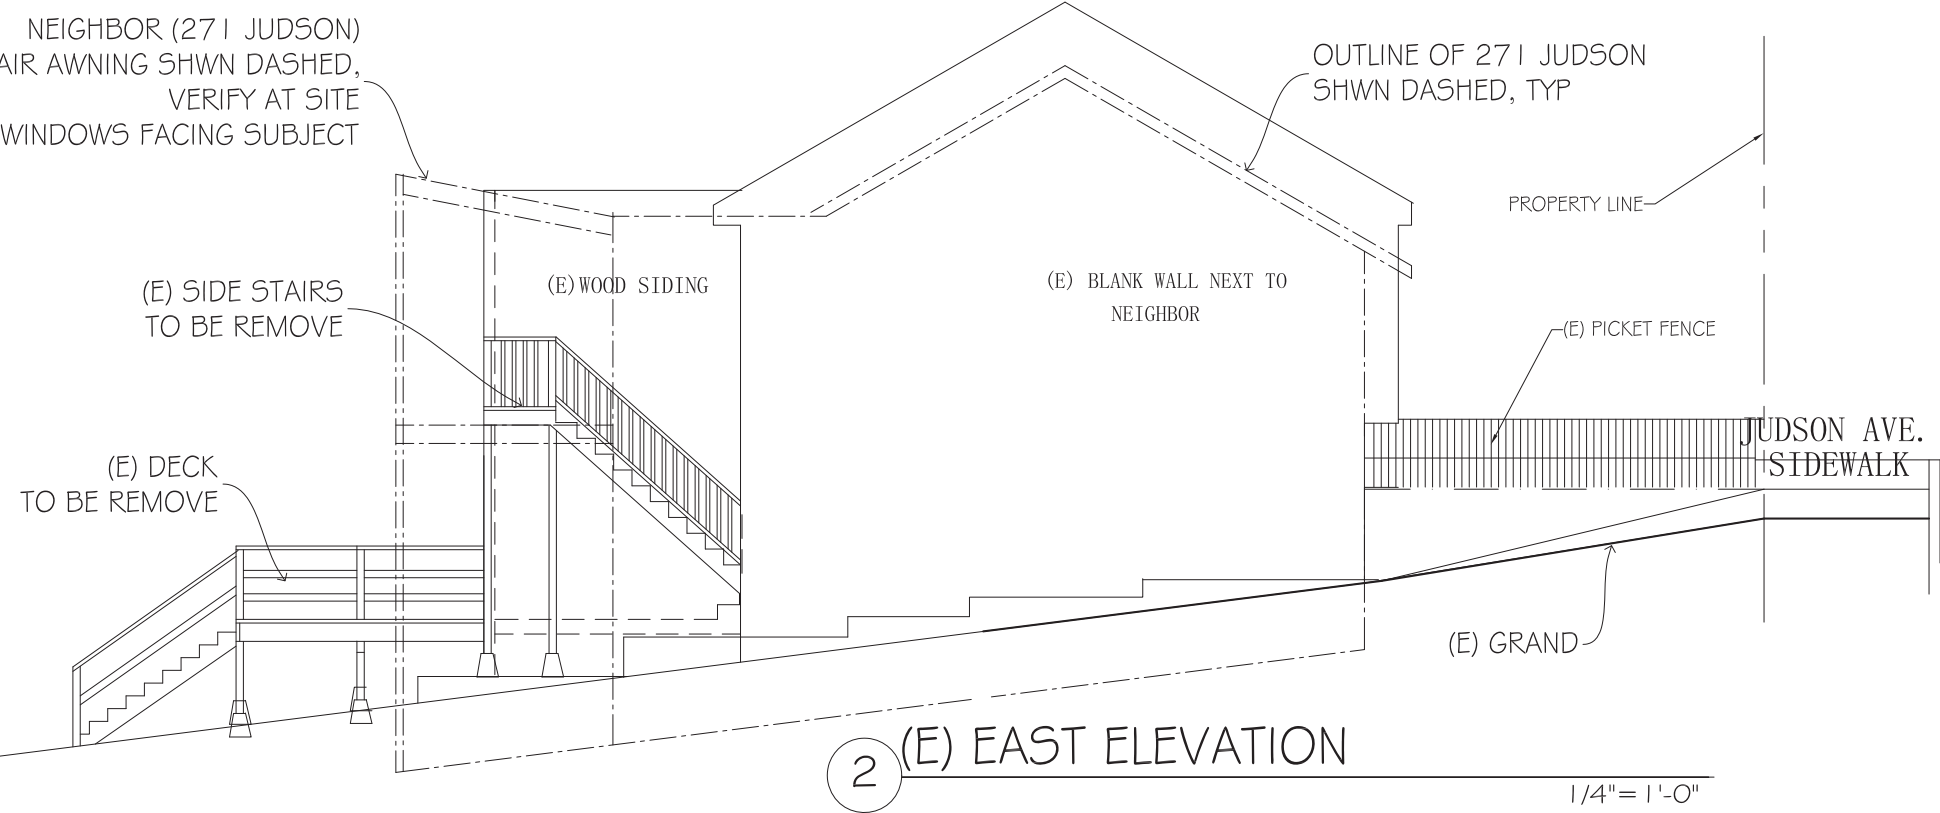 NEIGHBOR (271 JUDSON)
AIR AWNING SHWN DASHED,
VERIFY AT SITE
WINDOWS FACING SUBJECT
OUTLINE OF 271 JUDSON
SHWN DASHED, TYP
PROPERTY LINE
(E) SIDE STAIRS
TO BE REMOVE
(E)WOOD SIDING
(E) BLANK WALL NEXT TO
NEIGHBOR
(E) PICKET FENCE
JUDSON AVE.
SIDEWALK
(E) DECK
TO BE REMOVE
(E) GRAND
2
(E) EAST ELEVATION
1/4"= 1'-0"